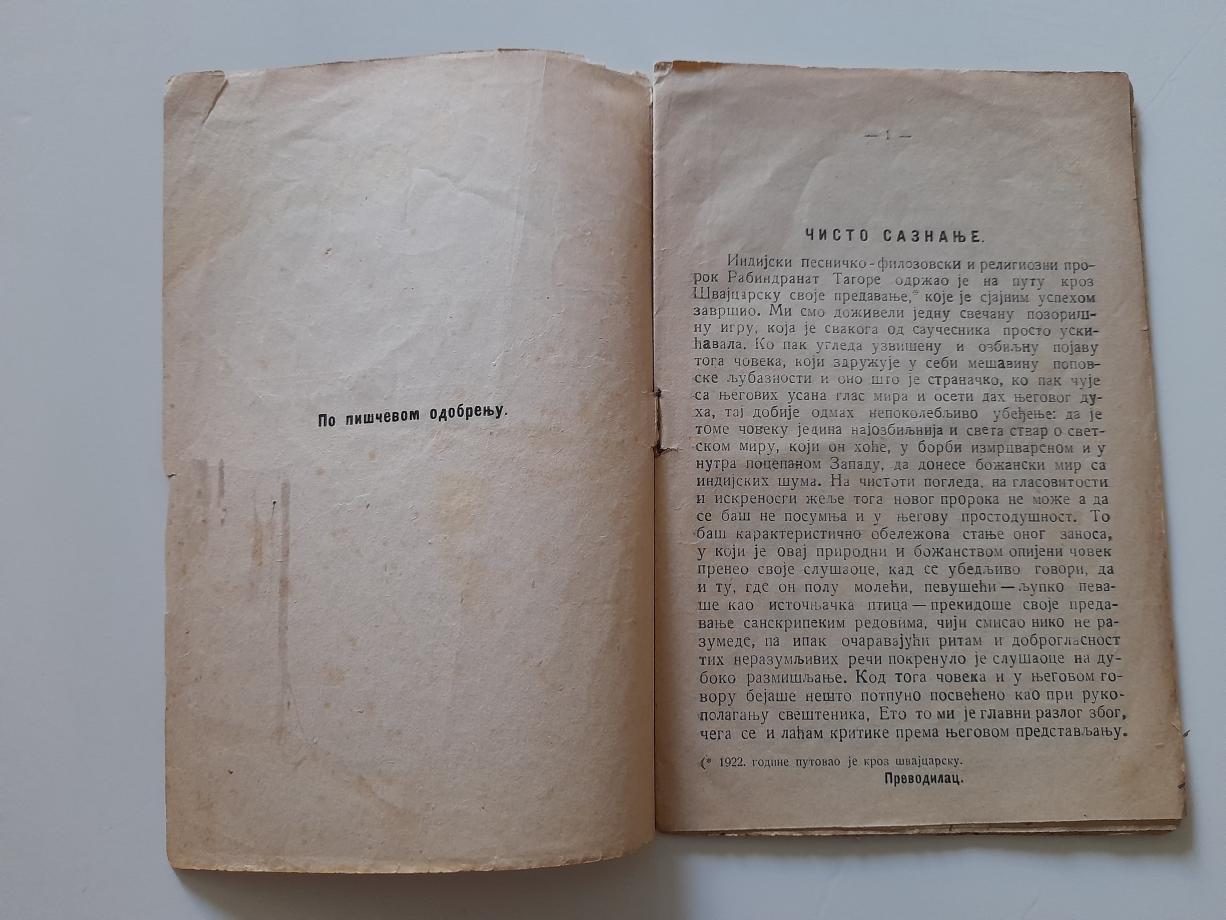 По пишчевом одобрењу.
— 1 —
ЧИСТО САЗНАЊЕ.
Индијски песничко-филозовски и религиозни про-
рок Рабиндранат Тагоре одржао је на путу кроз
Швајцарску своје предавање,* које је сјајним успехом
завршио. Ми смо доживели једну свечану позориш-
ну игру, која је свакога од саучесника просто уски-
ћавала. Ко пак угледа узвишену и озбиљну појаву
тога човека, који здружује у себи мешавину попов-
ске љубазности и оно што је страначко, ко пак чује
са његових усана глас мира и осети дах његовог ду-
ха, тај добије одмах непоколебљиво убеђење: да је
томе човеку једина најозбиљнија и света ствар о свет-
ском миру, који он хоће, у борби измрцвареном и у
нутра поцепаном Западу, да донесе божански мир са
индијских шума. На чистоти погледа, на гласовитости
и искреносги жеље тога новог пророка не може а да
се баш не посумња и у његову простодушност. То
баш карактеристично обележова стање оног заноса,
у који је овај природни и божанством опијени човек
пренео своје слушаоце, кад се убедљиво говори, да
и ту, где он полу молећи, певушећи — љупко пева-
ше као источњачка птица — прекидоше своје преда-
вање санскрипеким редовима, чији смисао нико не ра-
зумеде, па ипак очаравајући ритам и доброгласност
тих неразумљивих речи покренуло је слушаоце на ду-
боко размишљање. Код тога човека и у његовом го-
вору бејаше нешто потпуно посвећено као при руко-
полагању свештеника, Ето то ми је главни разлог због,
чега се и лаћам критике према његовом представљању.
(* 1922. године путовао је кроз швајцарску.
Преводилац.